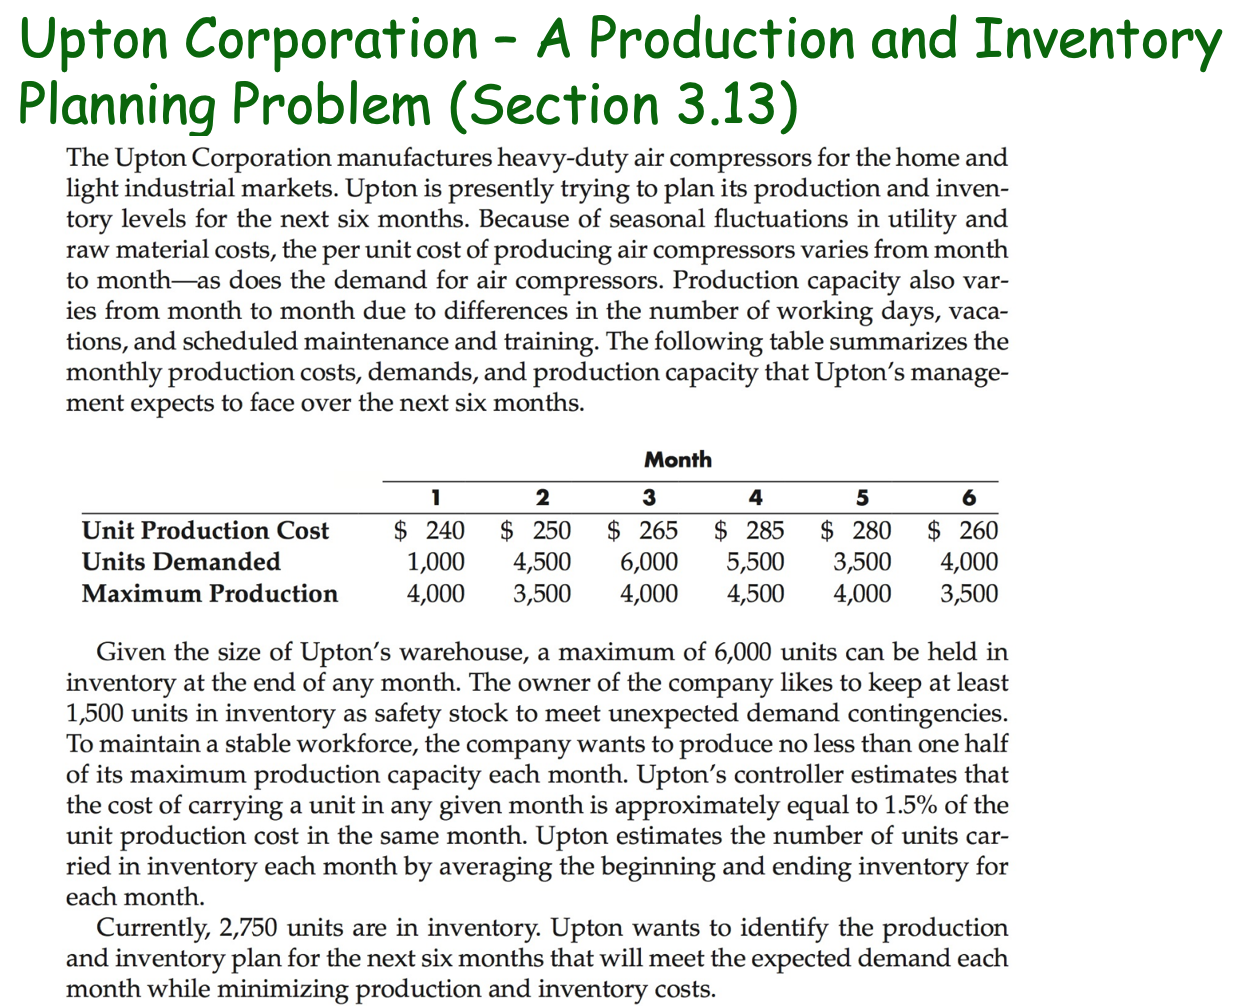 Upton Corporation – A Production and Inventory
Planning Problem (Section 3.13)
The Upton Corporation manufactures heavy-duty air compressors for the home and
light industrial markets. Upton is presently trying to plan its production and inven-
tory levels for the next six months. Because of seasonal fluctuations in utility and
raw material costs, the per unit cost of producing air compressors varies from month
to month—as does the demand for air compressors. Production capacity also var-
ies from month to month due to differences in the number of working days, vaca-
tions, and scheduled maintenance and training. The following table summarizes the
monthly production costs, demands, and production capacity that Upton's manage-
ment expects to face over the next six months.
Month
1 2 3 4 5 6
Unit Production Cost $ 240 $ 250 $ 265 $ 285 $ 280 $ 260
Units Demanded 1,000 4,500 6,000 5,500 3,500 4,000
Maximum Production 4,000 3,500 4,000 4,500 4,000 3,500
Given the size of Upton's warehouse, a maximum of 6,000 units can be held in
inventory at the end of any month. The owner of the company likes to keep at least
1,500 units in inventory as safety stock to meet unexpected demand contingencies.
To maintain a stable workforce, the company wants to produce no less than one half
of its maximum production capacity each month. Upton's controller estimates that
the cost of carrying a unit in any given month is approximately equal to 1.5% of the
unit production cost in the same month. Upton estimates the number of units car-
ried in inventory each month by averaging the beginning and ending inventory for
each month.
Currently, 2,750 units are in inventory. Upton wants to identify the production
and inventory plan for the next six months that will meet the expected demand each
month while minimizing production and inventory costs.